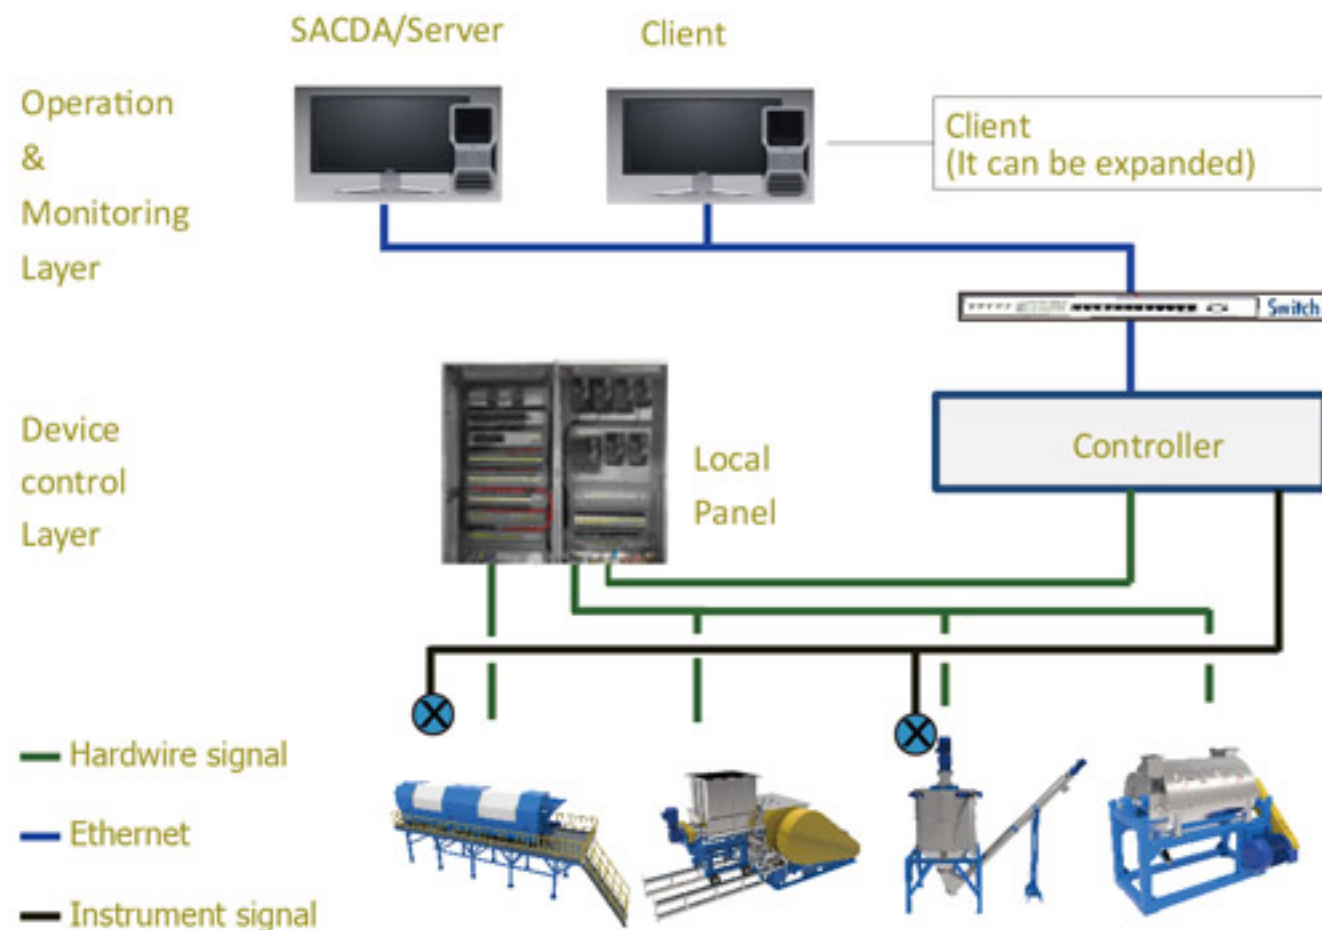 SACDA/Server
Client
Operation
&
Monitoring
Layer
Client
(It can be expanded)
Switch
Device
control
Layer
Local
Panel
Controller
Hardwire signal
Ethernet
Instrument signal